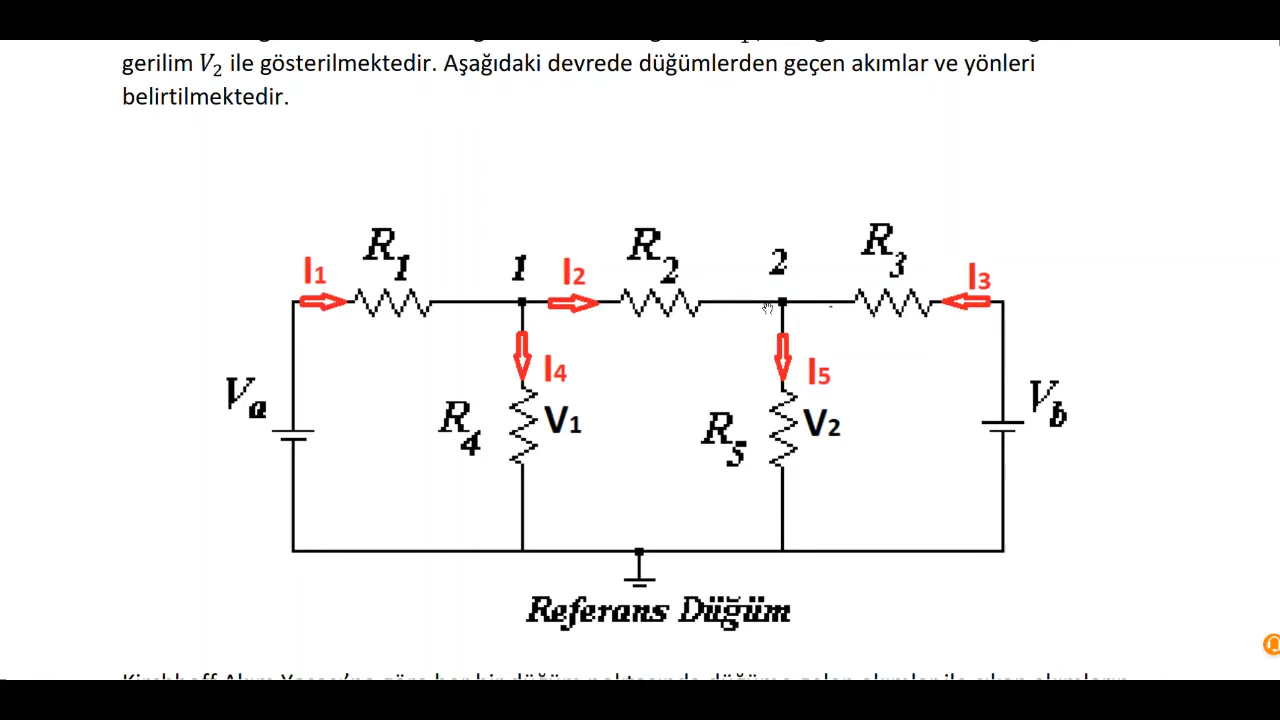 gerilim V₂ ile gösterilmektedir. Aşağıdaki devrede düğümlerden geçen akımlar ve yönleri
belirtilmektedir.
R₁ 1 R₂ 2 R₃
I₁ I₂ I₃
I₄ I₅
Vₐ R₄ V₁ R₅ V₂ V_b
Referans Düğüm